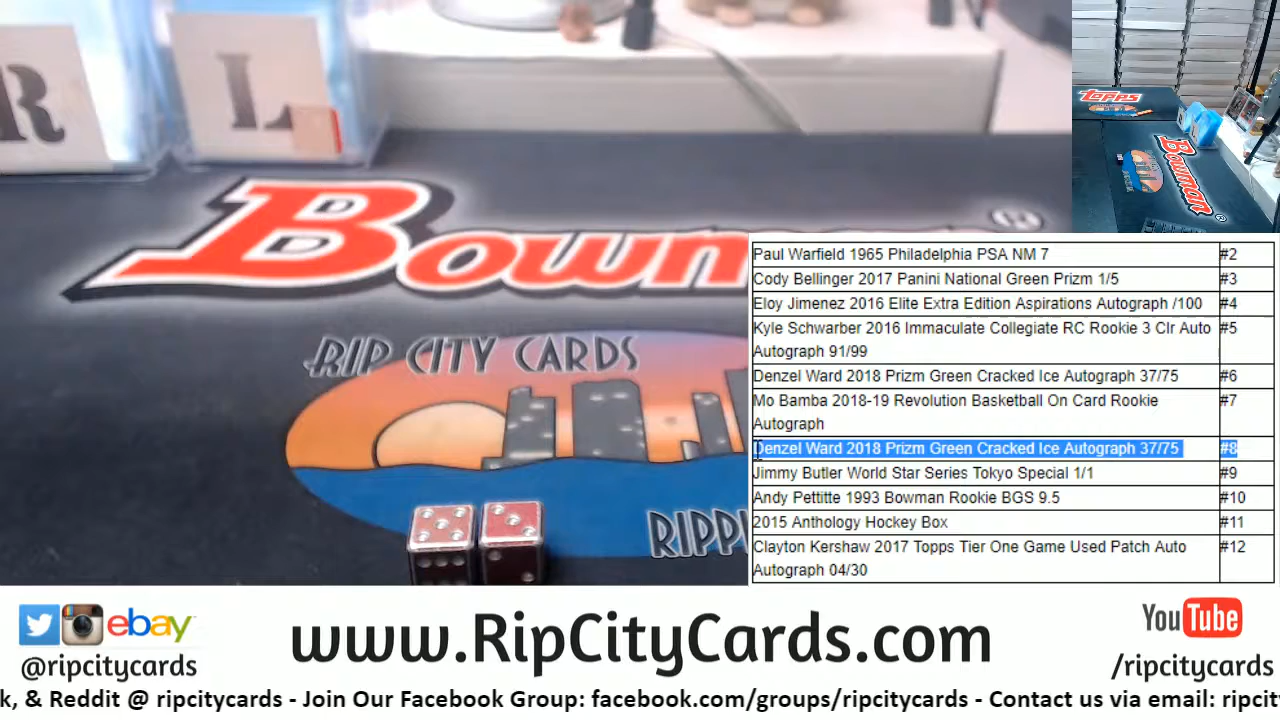 R
L
Bowm
®
RIP CITY CARDS
RIPPI
Topps
Bowman
®
Paul Warfield 1965 Philadelphia PSA NM 7 #2
Cody Bellinger 2017 Panini National Green Prizm 1/5 #3
Eloy Jimenez 2016 Elite Extra Edition Aspirations Autograph /100 #4
Kyle Schwarber 2016 Immaculate Collegiate RC Rookie 3 Clr Auto #5
Autograph 91/99
Denzel Ward 2018 Prizm Green Cracked Ice Autograph 37/75 #6
Mo Bamba 2018-19 Revolution Basketball On Card Rookie #7
Autograph
Denzel Ward 2018 Prizm Green Cracked Ice Autograph 37/75 #8
Jimmy Butler World Star Series Tokyo Special 1/1 #9
Andy Pettitte 1993 Bowman Rookie BGS 9.5 #10
2015 Anthology Hockey Box #11
Clayton Kershaw 2017 Topps Tier One Game Used Patch Auto #12
Autograph 04/30
ebay
@ripcitycards
www.RipCityCards.com
YouTube
/ripcitycards
k, & Reddit @ ripcitycards - Join Our Facebook Group: facebook.com/groups/ripcitycards - Contact us via email: ripcit